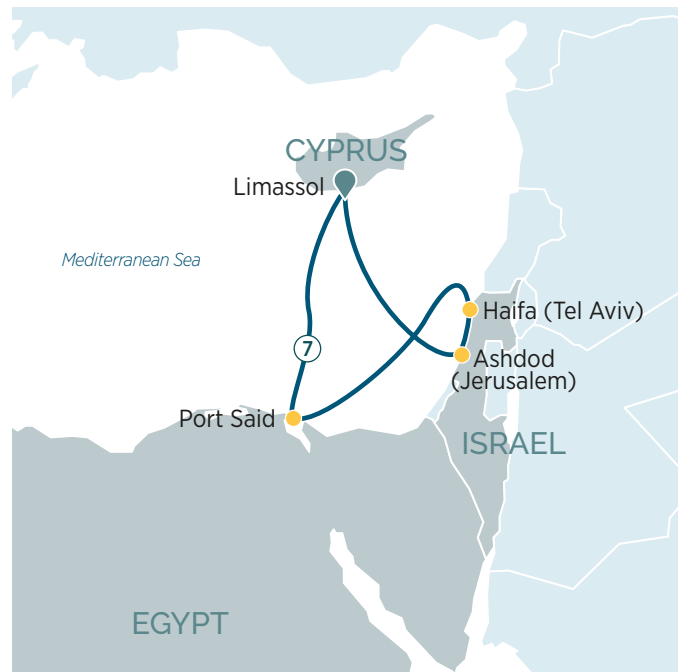 CYPRUS
Limassol
Mediterranean Sea
Haifa (Tel Aviv)
7
Ashdod
(Jerusalem)
Port Said
ISRAEL
EGYPT